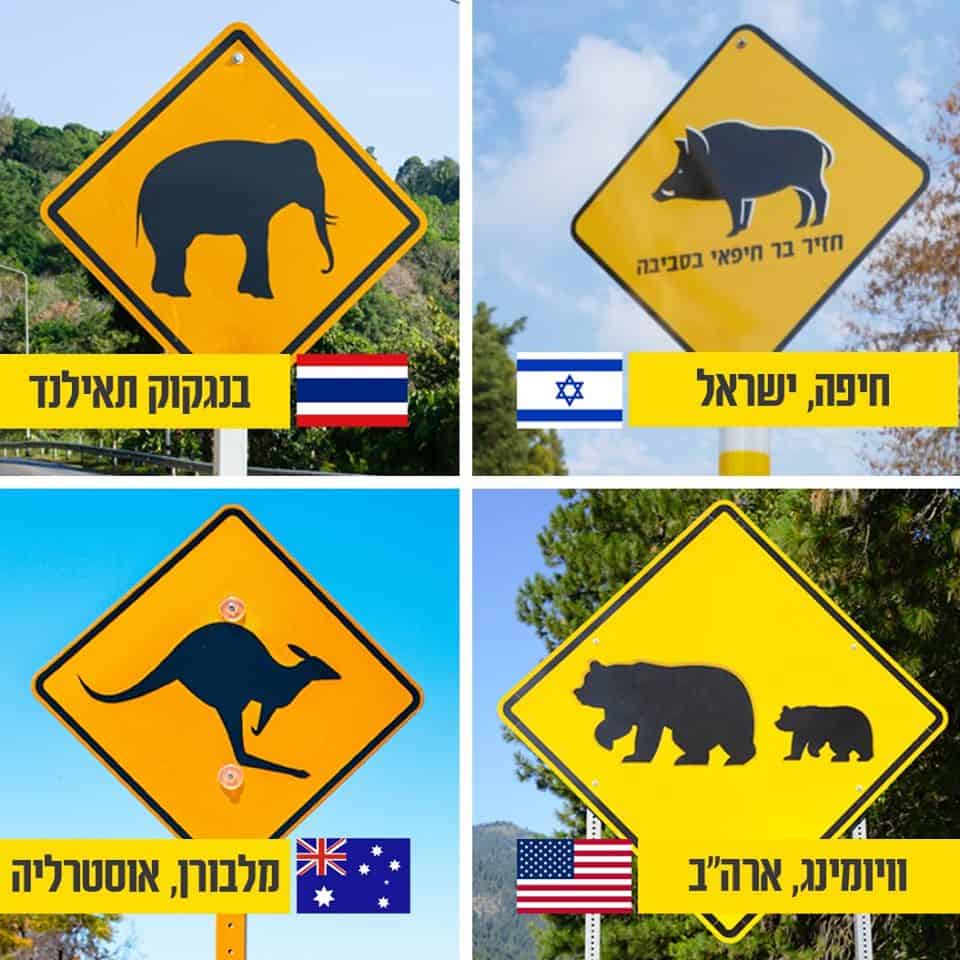 חזיר בר חיפאי בסביבה
חיפה, ישראל
בנגקוק תאילנד
וויומינג, ארה"ב
מלבורן, אוסטרליה